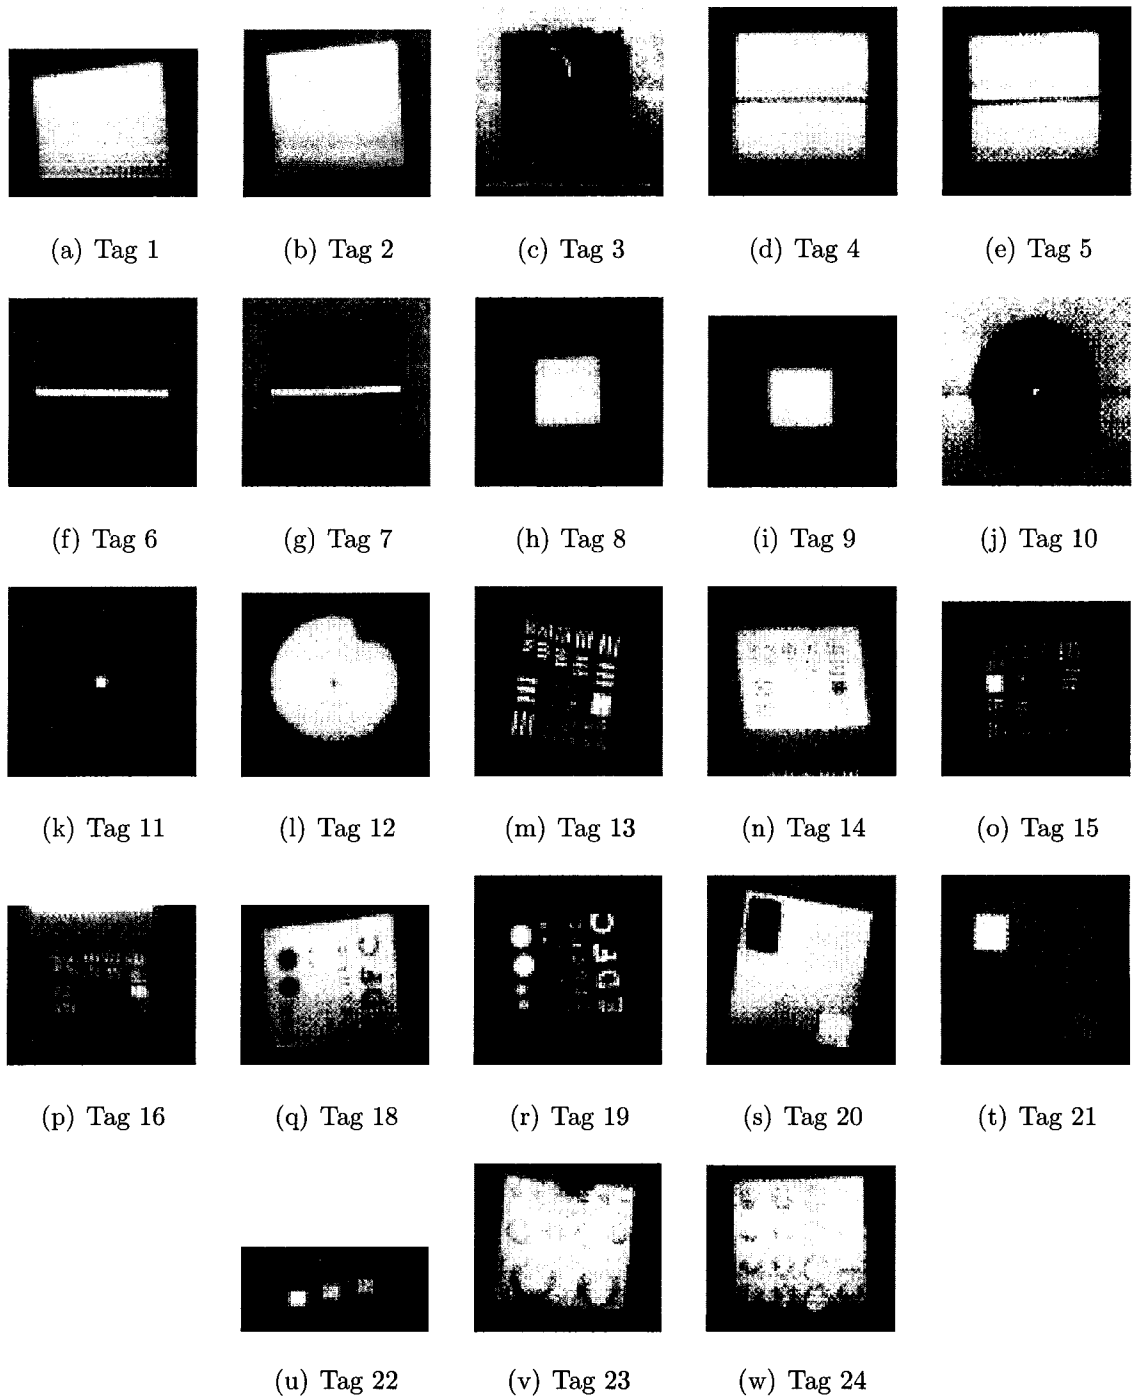 (a) Tag 1 (b) Tag 2 (c) Tag 3 (d) Tag 4 (e) Tag 5
(f) Tag 6 (g) Tag 7 (h) Tag 8 (i) Tag 9 (j) Tag 10
(k) Tag 11 (l) Tag 12 (m) Tag 13 (n) Tag 14 (o) Tag 15
(p) Tag 16 (q) Tag 18 (r) Tag 19 (s) Tag 20 (t) Tag 21
(u) Tag 22 (v) Tag 23 (w) Tag 24